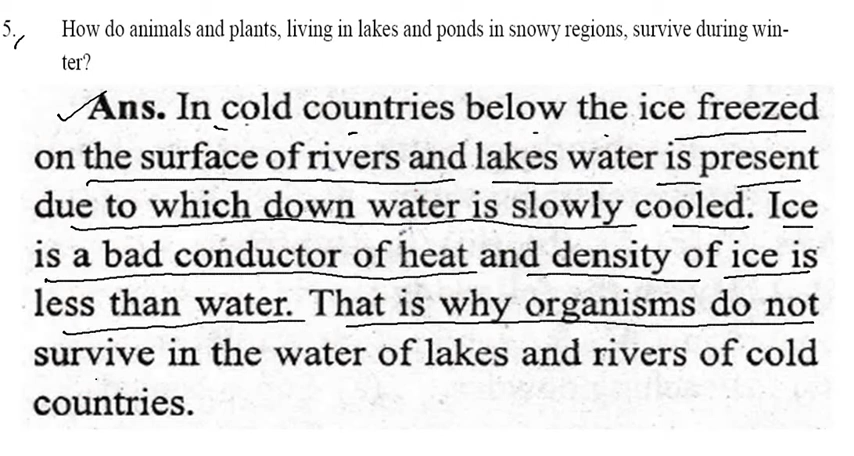 5. How do animals and plants, living in lakes and ponds in snowy regions, survive during win-
ter?
Ans. In cold countries below the ice freezed
on the surface of rivers and lakes water is present
due to which down water is slowly cooled. Ice
is a bad conductor of heat and density of ice is
less than water. That is why organisms do not
survive in the water of lakes and rivers of cold
countries.